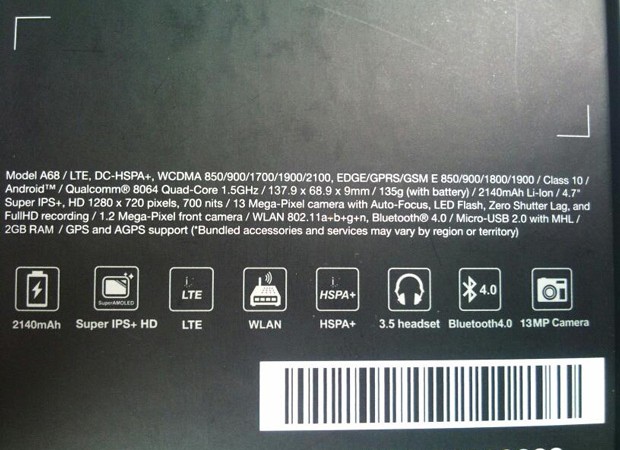 Model A68 / LTE, DC-HSPA+, WCDMA 850/900/1700/1900/2100, EDGE/GPRS/GSM E 850/900/1800/1900 / Class 10 /
Android™ / Qualcomm® 8064 Quad-Core 1.5GHz / 137.9 x 68.9 x 9mm / 135g (with battery) / 2140mAh Li-Ion / 4.7"
Super IPS+, HD 1280 x 720 pixels, 700 nits / 13 Mega-Pixel camera with Auto-Focus, LED Flash, Zero Shutter Lag, and
FullHD recording / 1.2 Mega-Pixel front camera / WLAN 802.11a+b+g+n, Bluetooth® 4.0 / Micro-USB 2.0 with MHL /
2GB RAM / GPS and AGPS support (*Bundled accessories and services may vary by region or territory)
SuperAMOLED
LTE
HSPA+
4.0
2140mAh Super IPS+ HD LTE WLAN HSPA+ 3.5 headset Bluetooth4.0 13MP Camera